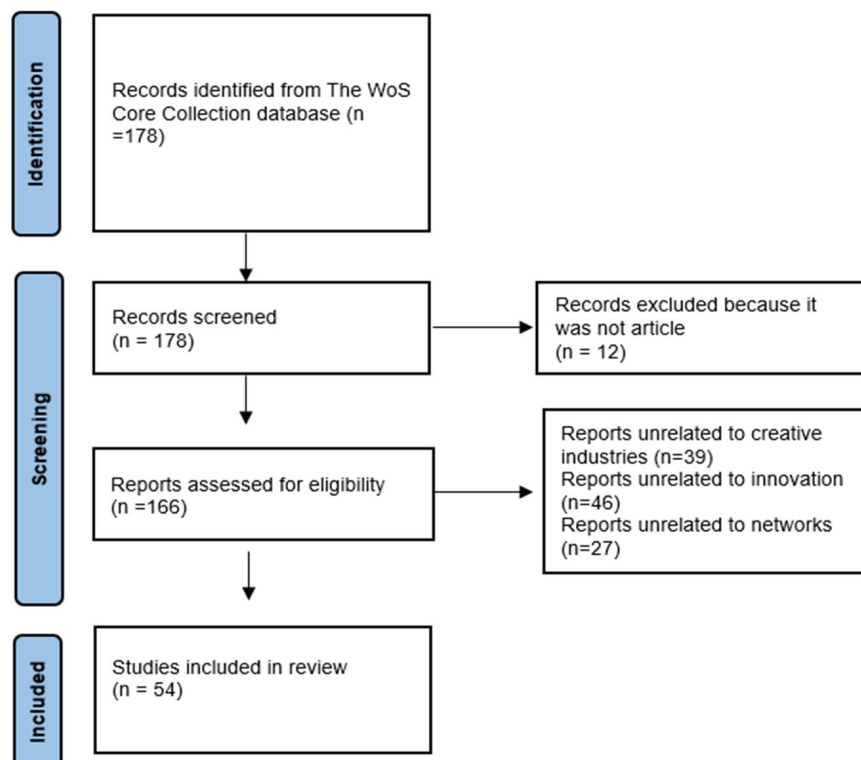 Identification
Records identified from The WoS
Core Collection database (n
=178)
Screening
Records screened
(n = 178)
Records excluded because it
was not article
(n = 12)
Reports assessed for eligibility
(n =166)
Reports unrelated to creative
industries (n=39)
Reports unrelated to innovation
(n=46)
Reports unrelated to networks
(n=27)
Included
Studies included in review
(n = 54)